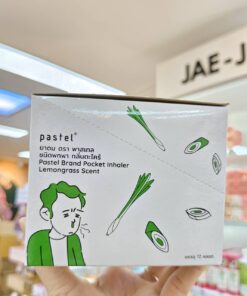 JAE-J
pastel®
ยาดม ตรา พาสเทล
ชนิดพกพา กลิ่นตะไคร้
Pastel Brand Pocket Inhaler
Lemongrass Scent
บรรจุ 12 หลอด